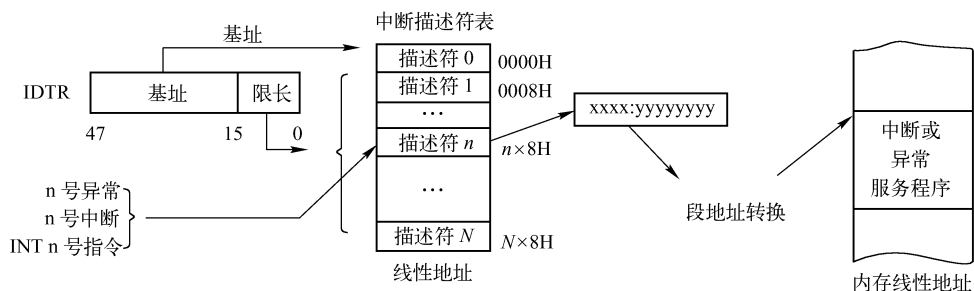 中断描述符表
基址
描述符 0 0000H
IDTR 基址 限长 描述符 1 0008H
… xxxx:yyyyyyyy
47 15 0 描述符 n n×8H 中断或
异常
n 号异常 … 服务程序
n 号中断 段地址转换
INT n 号指令 描述符 N N×8H
线性地址 内存线性地址